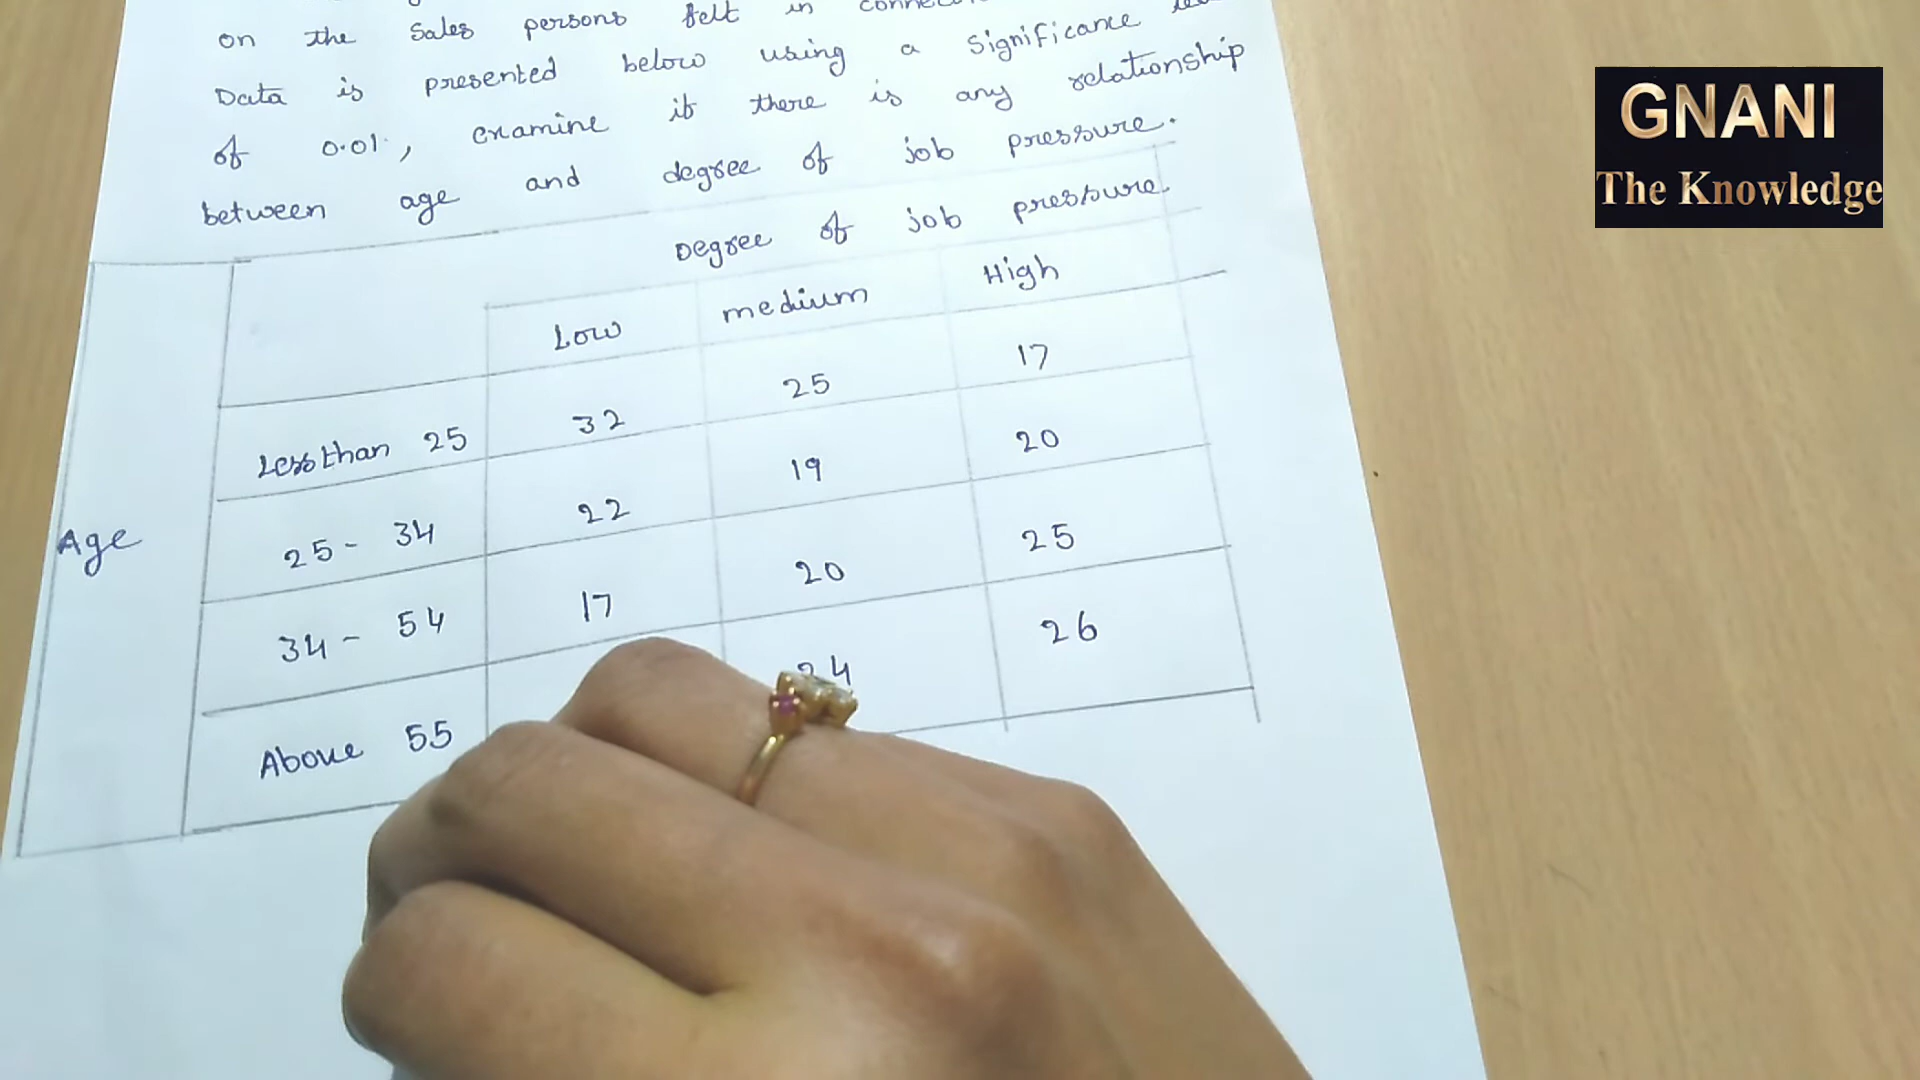 on the Sales persons felt in
Data is presented below using a Significance
of 0.01, examine if there is any relationship
between age and degree of job pressure.
Degree of job pressure.
Low medium High
Less than 25 32 25 17
25 - 34 22 19 20
34 - 54 17 20 25
Above 55 24 26
Age
GNANI
The Knowledge